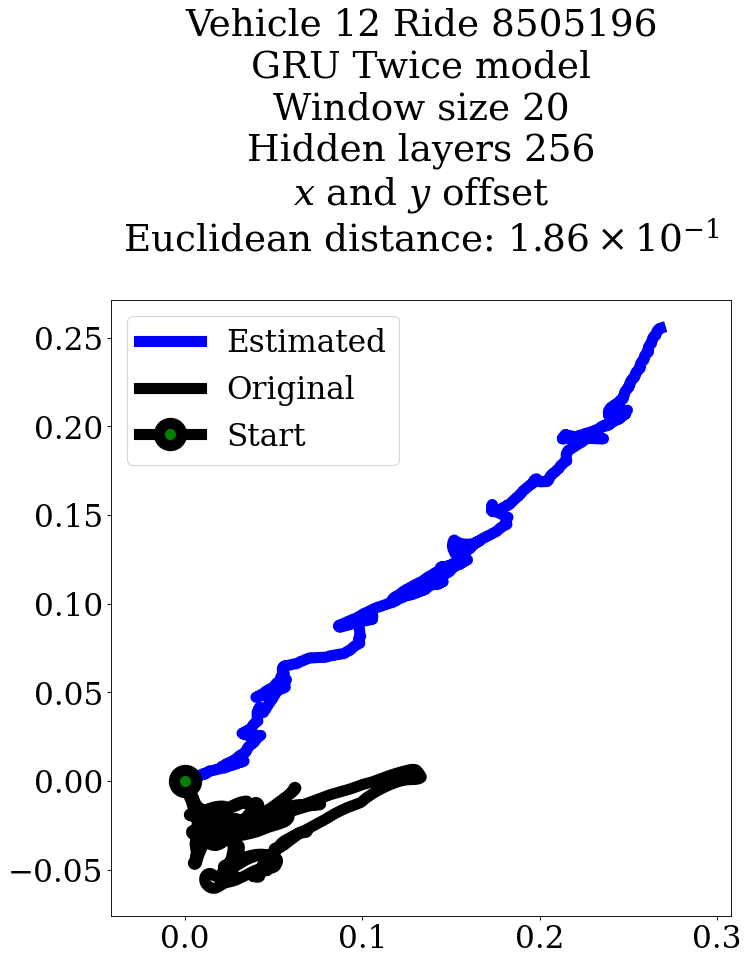 Vehicle 12 Ride 8505196
GRU Twice model
Window size 20
Hidden layers 256
x and y offset
Euclidean distance: 1.86 × 10⁻¹
Estimated
Original
Start
0.25
0.20
0.15
0.10
0.05
0.00
−0.05
0.0 0.1 0.2 0.3